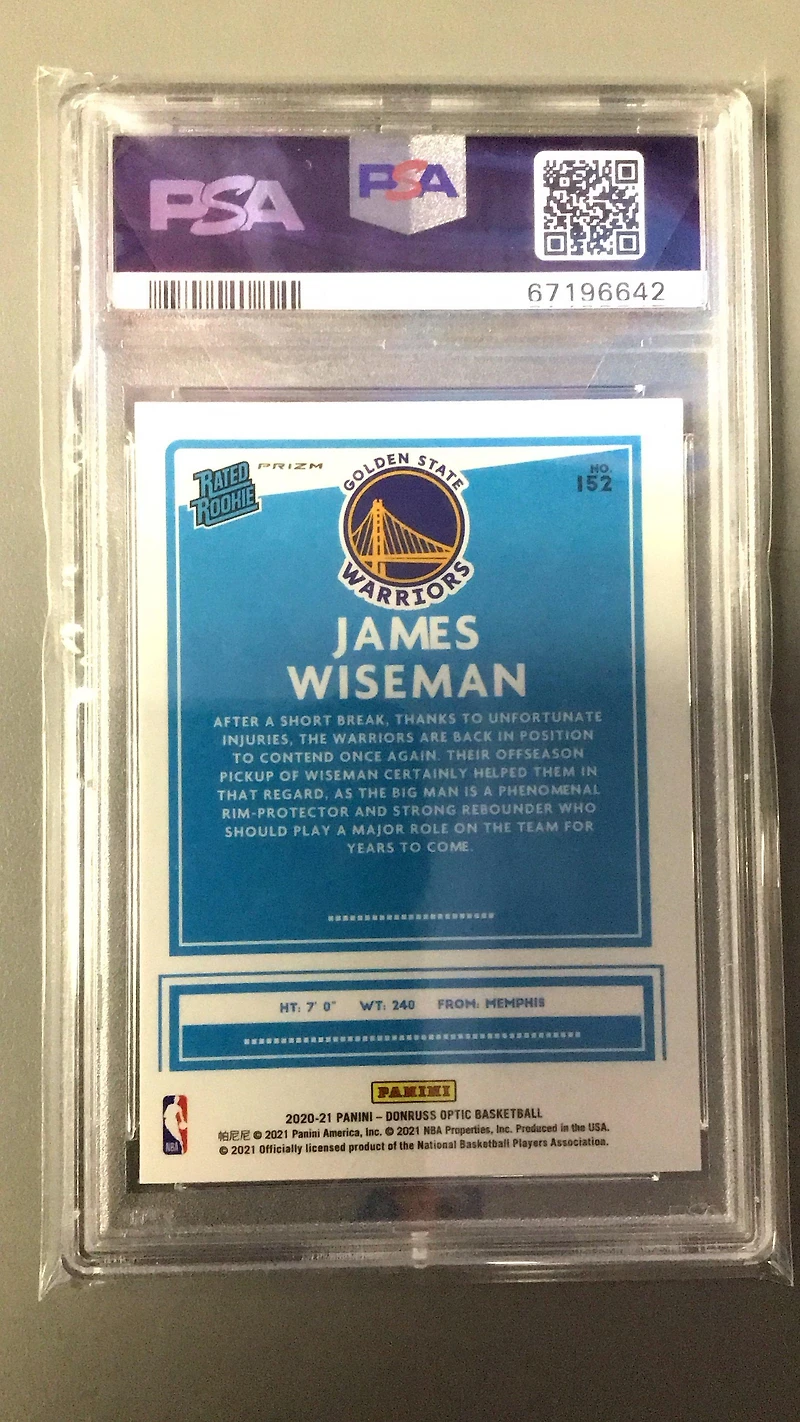 PSA
PSA
67196642
RATED
ROOKIE
PRIZM
GOLDEN STATE
WARRIORS
NO.
152
JAMES
WISEMAN
AFTER A SHORT BREAK, THANKS TO UNFORTUNATE
INJURIES, THE WARRIORS ARE BACK IN POSITION
TO CONTEND ONCE AGAIN. THEIR OFFSEASON
PICKUP OF WISEMAN CERTAINLY HELPED THEM IN
THAT REGARD, AS THE BIG MAN IS A PHENOMENAL
RIM-PROTECTOR AND STRONG REBOUNDER WHO
SHOULD PLAY A MAJOR ROLE ON THE TEAM FOR
YEARS TO COME.
HT: 7' 0" WT: 240 FROM: MEMPHIS
PANINI
NBA
2020-21 PANINI – DONRUSS OPTIC BASKETBALL
帕尼尼 © 2021 Panini America, Inc. © 2021 NBA Properties, Inc. Produced in the USA.
© 2021 Officially licensed product of the National Basketball Players Association.